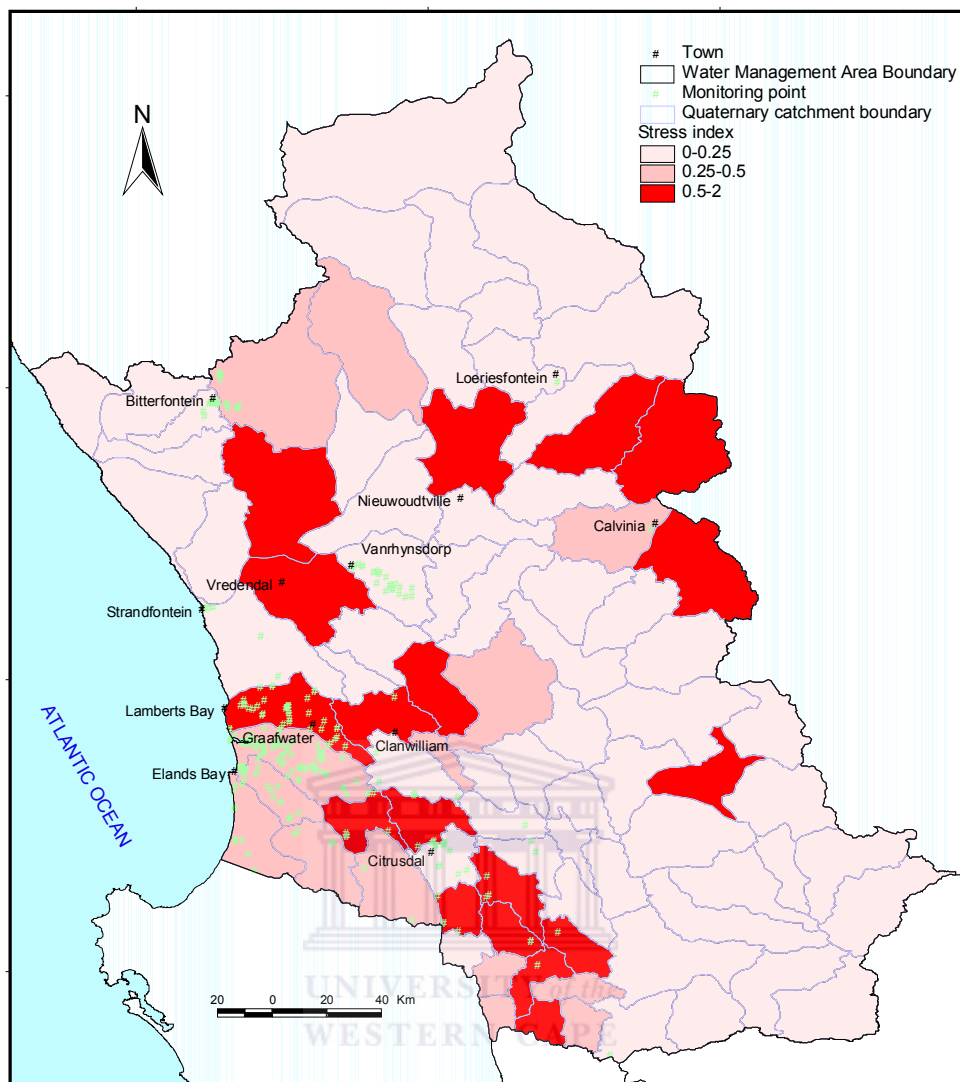 # Town
Water Management Area Boundary
# Monitoring point
Quaternary catchment boundary
Stress index
0-0.25
0.25-0.5
0.5-2
N
Loeriesfontein
Bitterfontein
Nieuwoudtville
Calvinia
Vanrhynsdorp
Vredendal
Strandfontein
Lamberts Bay
Graafwater
Clanwilliam
Elands Bay
ATLANTIC OCEAN
Citrusdal
UNIVERSITY of the
WESTERN CAPE
20 0 20 40 Km